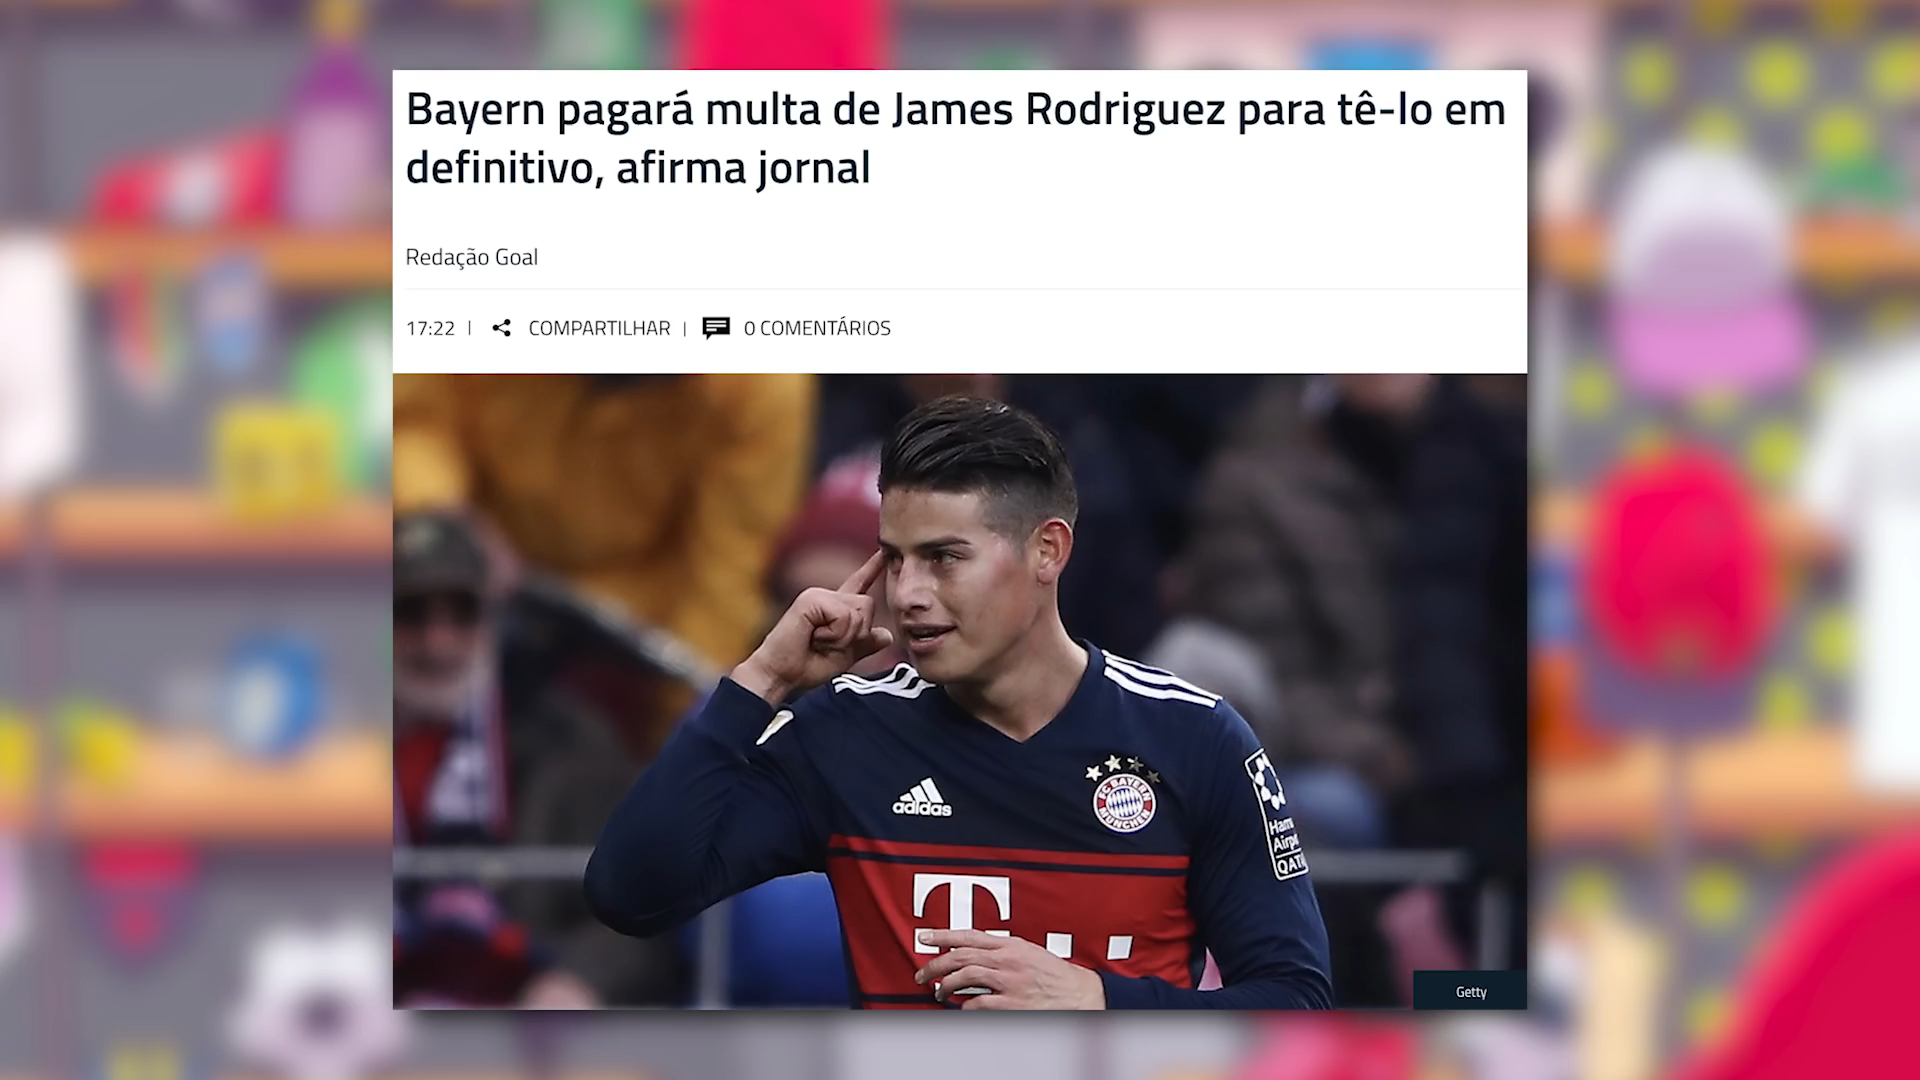 Bayern pagará multa de James Rodriguez para tê-lo em
definitivo, afirma jornal
Redação Goal
17:22 | COMPARTILHAR | 0 COMENTÁRIOS
adidas
FC BAYERN
MÜNCHEN
T
Getty